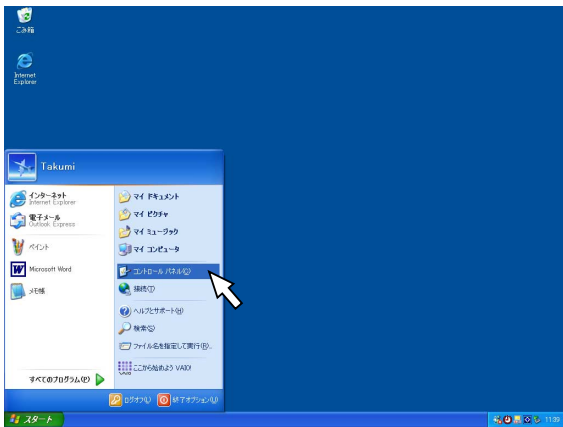 ごみ箱
Internet
Explorer
Takumi
インターネット
Internet Explorer
電子メール
Outlook Express
ペイント
Microsoft Word
メモ帳
すべてのプログラム(P)
マイ ドキュメント
マイ ピクチャ
マイ ミュージック
マイ コンピュータ
コントロール パネル(C)
接続(T)
ヘルプとサポート(H)
検索(S)
ファイル名を指定して実行(R)...
ここから始めよう VAIO!
ログオフ(L)
終了オプション(U)
スタート
11:39